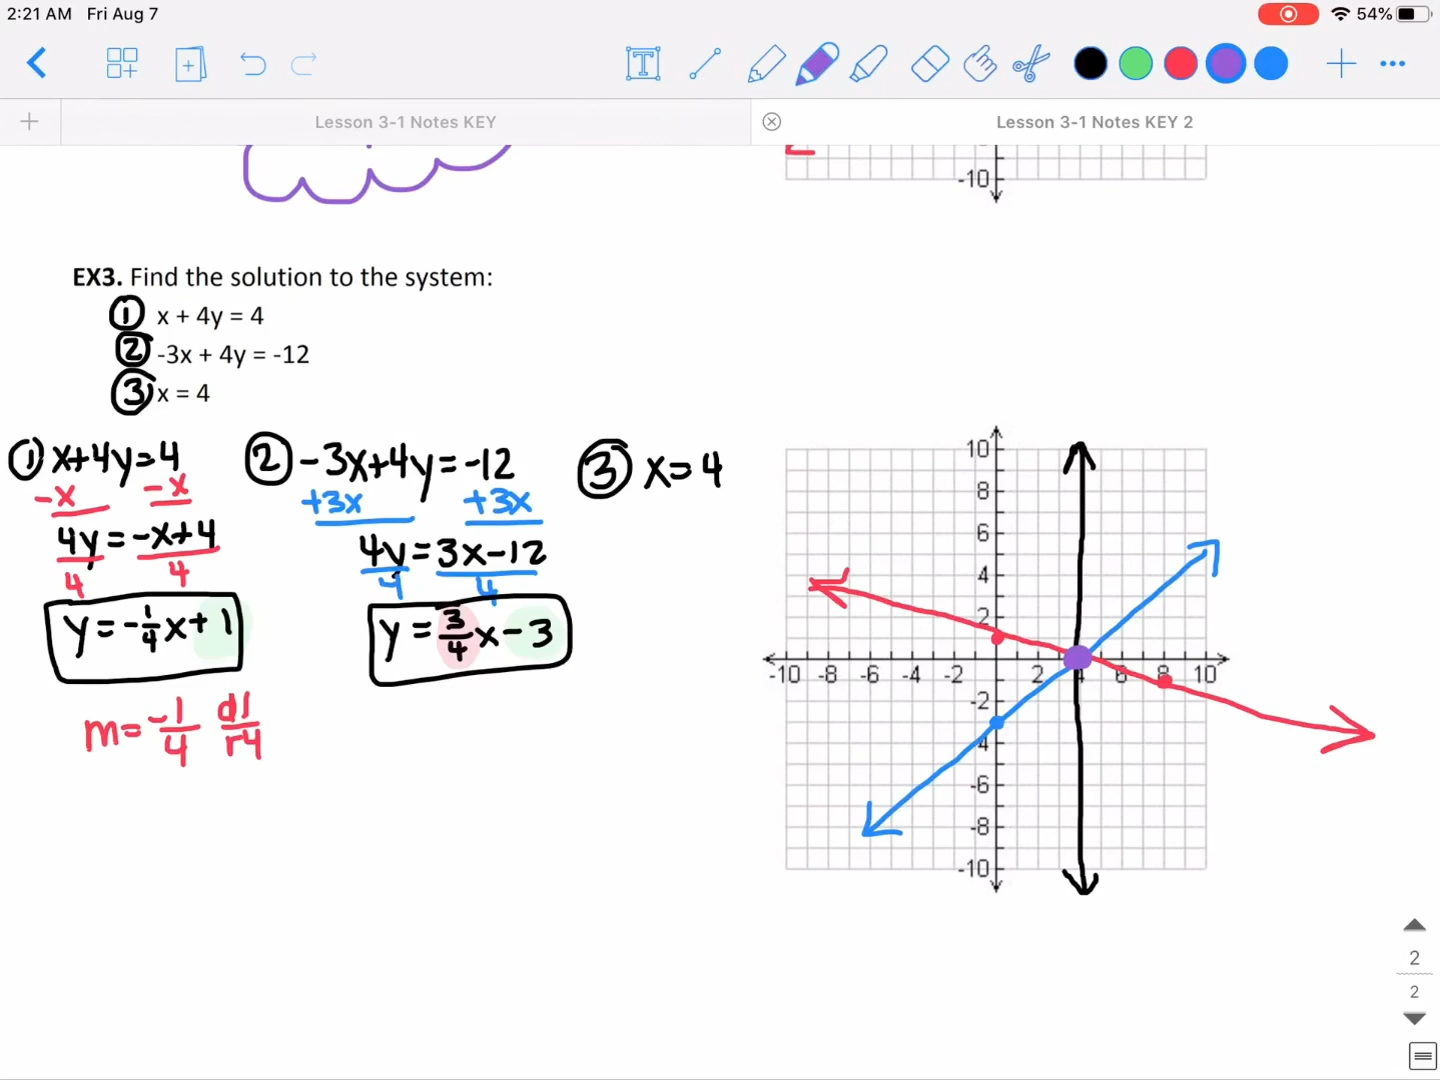 2:21 AM Fri Aug 7
54%
T
Lesson 3-1 Notes KEY
Lesson 3-1 Notes KEY 2
-10
EX3. Find the solution to the system:
① x + 4y = 4
② -3x + 4y = -12
③ x = 4
① x+4y=4
-x -x
4y = -x+4
4 4
y = -1/4 x + 1
m = -1/4 d1/r4
② -3x+4y=-12
+3x +3x
4y = 3x-12
4 4
y = 3/4 x - 3
③ x=4
10
8
6
4
2
-10 -8 -6 -4 -2 2 4 6 8 10
-2
-4
-6
-8
-10
2
2